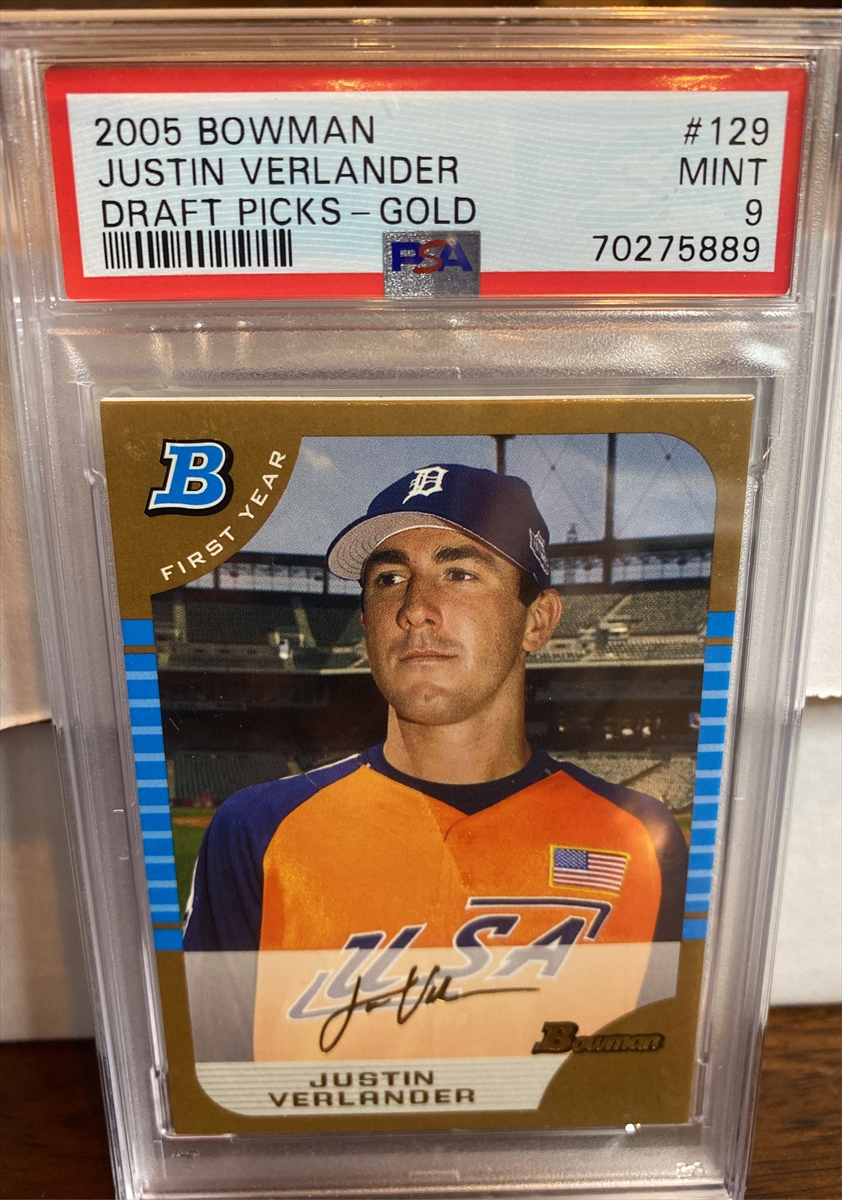 2005 BOWMAN #129
JUSTIN VERLANDER MINT
DRAFT PICKS – GOLD 9
PSA 70275889
B
FIRST YEAR
D
USA
Bowman
JUSTIN
VERLANDER